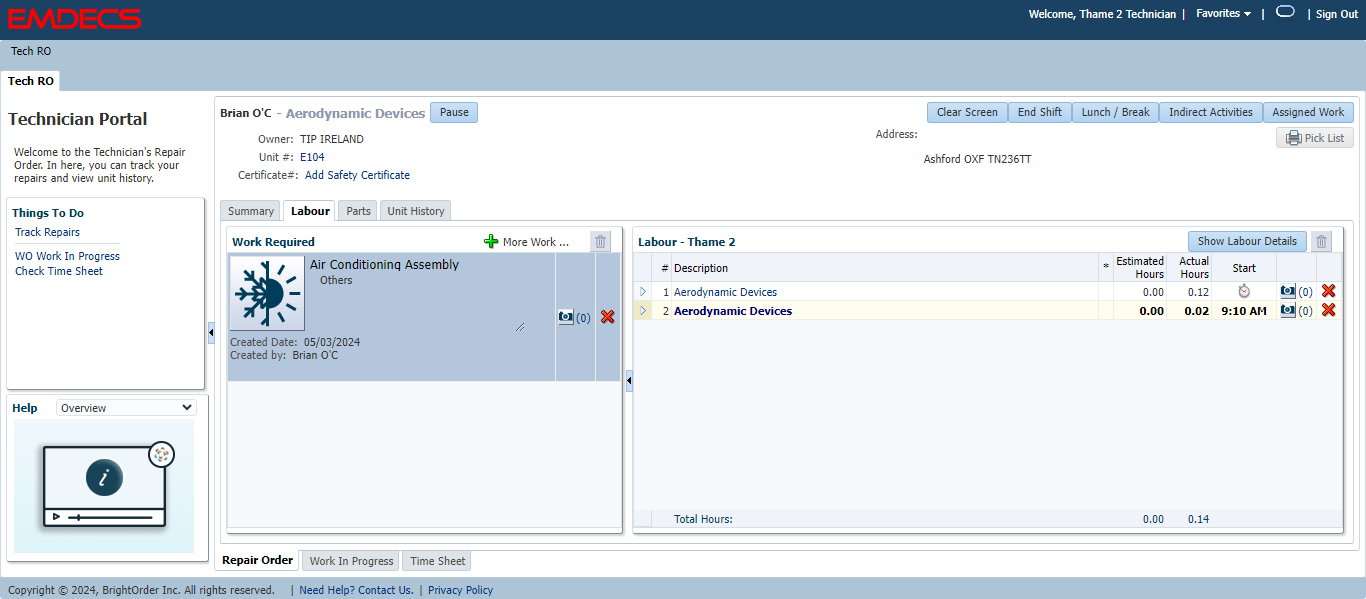 EMDECS
Welcome, Thame 2 Technician | Favorites | | Sign Out
Tech RO
Tech RO
Technician Portal
Welcome to the Technician's Repair
Order. In here, you can track your
repairs and view unit history.
Things To Do
Track Repairs
WO Work In Progress
Check Time Sheet
Help Overview
i
Brian O'C - Aerodynamic Devices Pause
Clear Screen End Shift Lunch / Break Indirect Activities Assigned Work
Owner: TIP IRELAND
Unit #: E104
Certificate#: Add Safety Certificate
Address:
Pick List
Ashford OXF TN236TT
Summary Labour Parts Unit History
Work Required More Work ...
Air Conditioning Assembly
Others
(0)
Created Date: 05/03/2024
Created by: Brian O'C
Labour - Thame 2 Show Labour Details
# Description * Estimated Hours Actual Hours Start
1 Aerodynamic Devices 0.00 0.12 (0)
2 Aerodynamic Devices 0.00 0.02 9:10 AM (0)
Total Hours: 0.00 0.14
Repair Order Work In Progress Time Sheet
Copyright © 2024, BrightOrder Inc. All rights reserved. | Need Help? Contact Us. | Privacy Policy